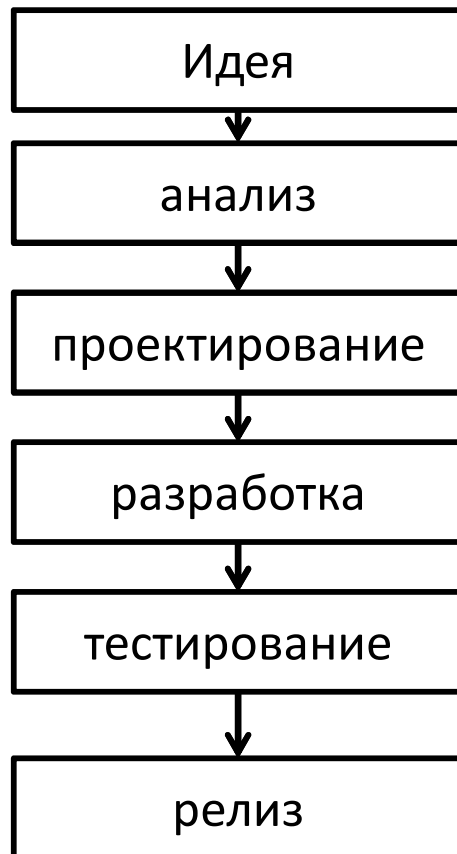 Идея
анализ
проектирование
разработка
тестирование
релиз